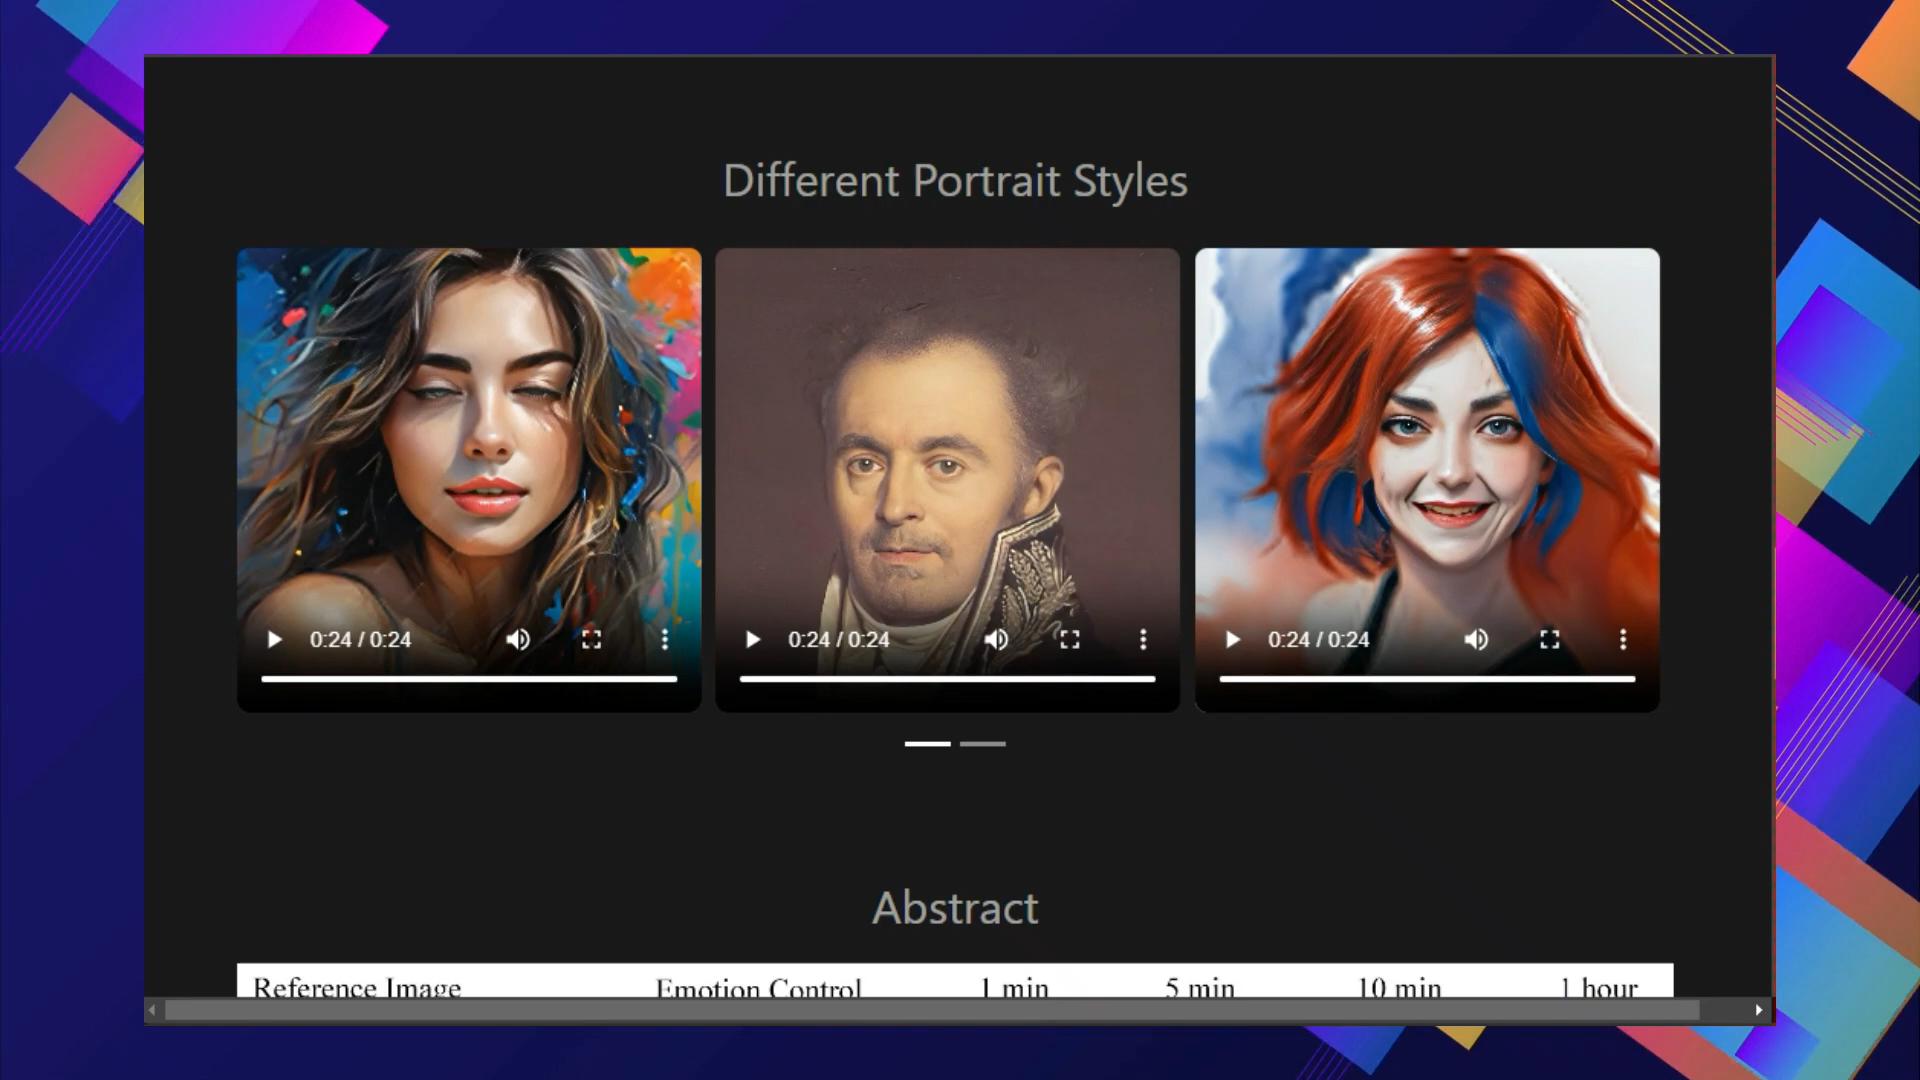 Different Portrait Styles
0:24 / 0:24
0:24 / 0:24
0:24 / 0:24
Abstract
Reference Image Emotion Control 1 min 5 min 10 min 1 hour